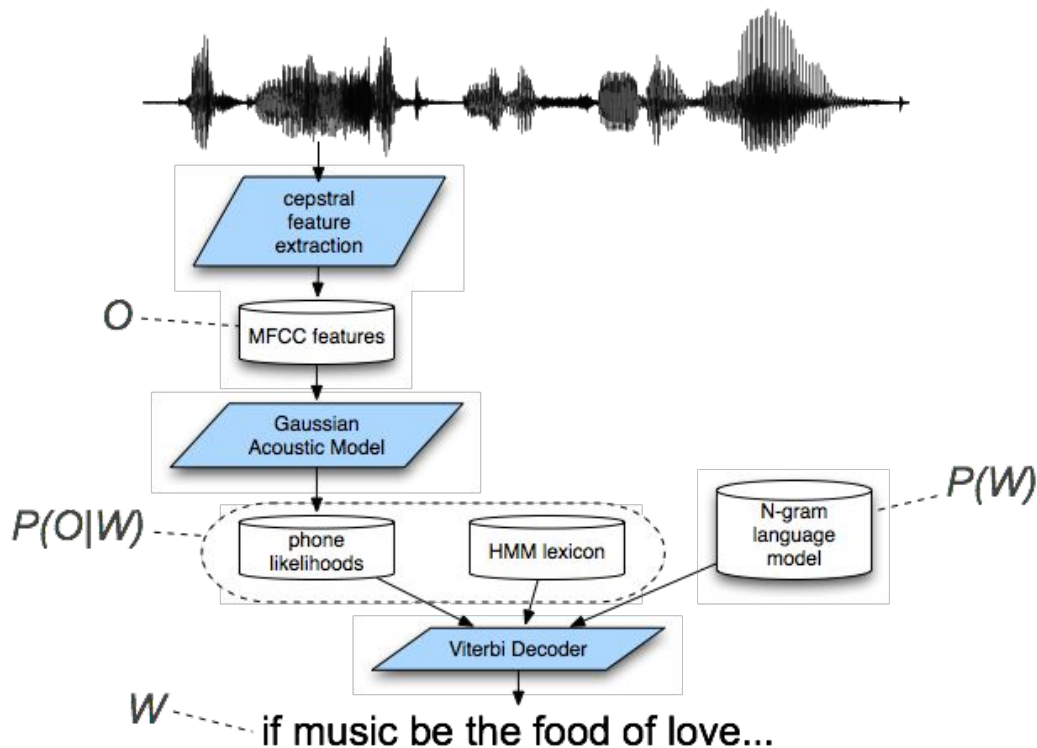 cepstral
feature
extraction
O
MFCC features
Gaussian
Acoustic Model
P(O|W)
phone
likelihoods
HMM lexicon
N-gram
language
model
P(W)
Viterbi Decoder
W
if music be the food of love...